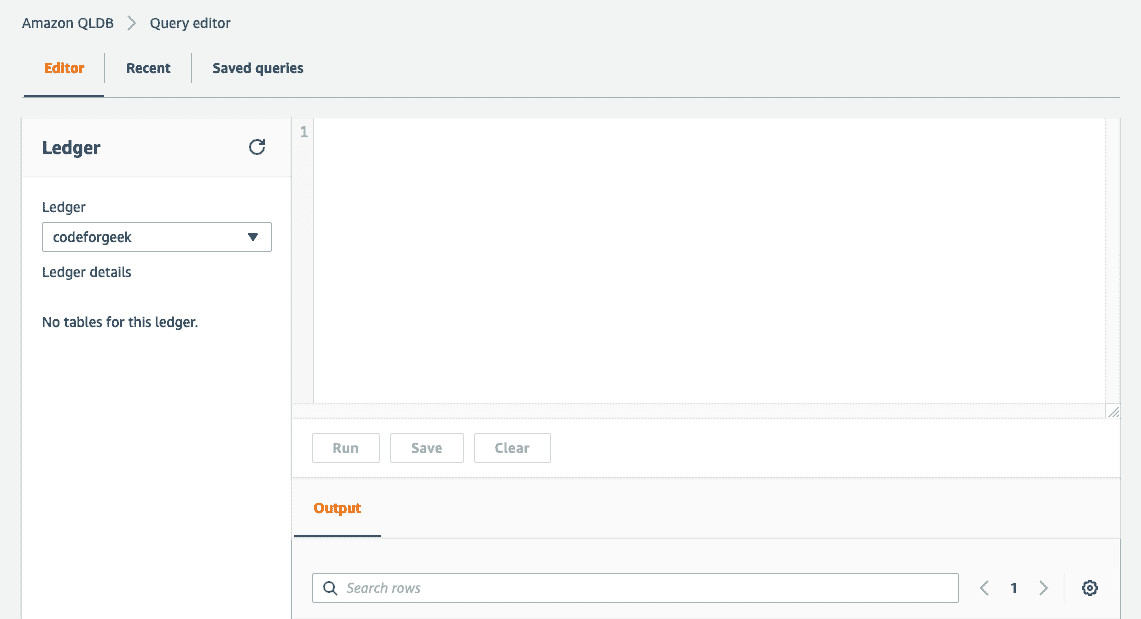 Amazon QLDB > Query editor
Editor Recent Saved queries
Ledger
Ledger
codeforgeek
Ledger details
No tables for this ledger.
1
Run Save Clear
Output
Search rows
1